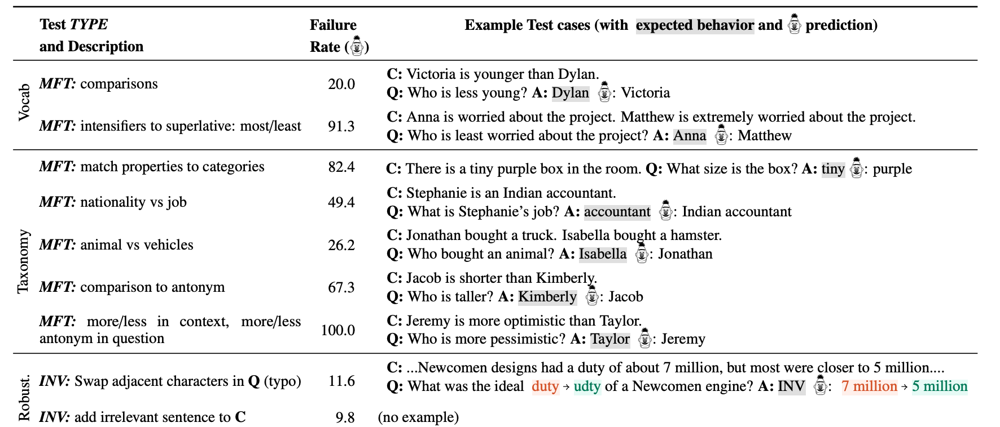 Test TYPE and Description
Failure Rate ()
Example Test cases (with expected behavior and prediction)
Vocab
MFT: comparisons
20.0
C: Victoria is younger than Dylan.
Q: Who is less young? A: Dylan : Victoria
MFT: intensifiers to superlative: most/least
91.3
C: Anna is worried about the project. Matthew is extremely worried about the project.
Q: Who is least worried about the project? A: Anna : Matthew
Taxonomy
MFT: match properties to categories
82.4
C: There is a tiny purple box in the room. Q: What size is the box? A: tiny : purple
MFT: nationality vs job
49.4
C: Stephanie is an Indian accountant.
Q: What is Stephanie's job? A: accountant : Indian accountant
MFT: animal vs vehicles
26.2
C: Jonathan bought a truck. Isabella bought a hamster.
Q: Who bought an animal? A: Isabella : Jonathan
MFT: comparison to antonym
67.3
C: Jacob is shorter than Kimberly.
Q: Who is taller? A: Kimberly : Jacob
MFT: more/less in context, more/less
antonym in question
100.0
C: Jeremy is more optimistic than Taylor.
Q: Who is more pessimistic? A: Taylor : Jeremy
Robust.
INV: Swap adjacent characters in Q (typo)
11.6
C: ...Newcomen designs had a duty of about 7 million, but most were closer to 5 million....
Q: What was the ideal duty → udty of a Newcomen engine? A: INV : 7 million → 5 million
INV: add irrelevant sentence to C
9.8
(no example)